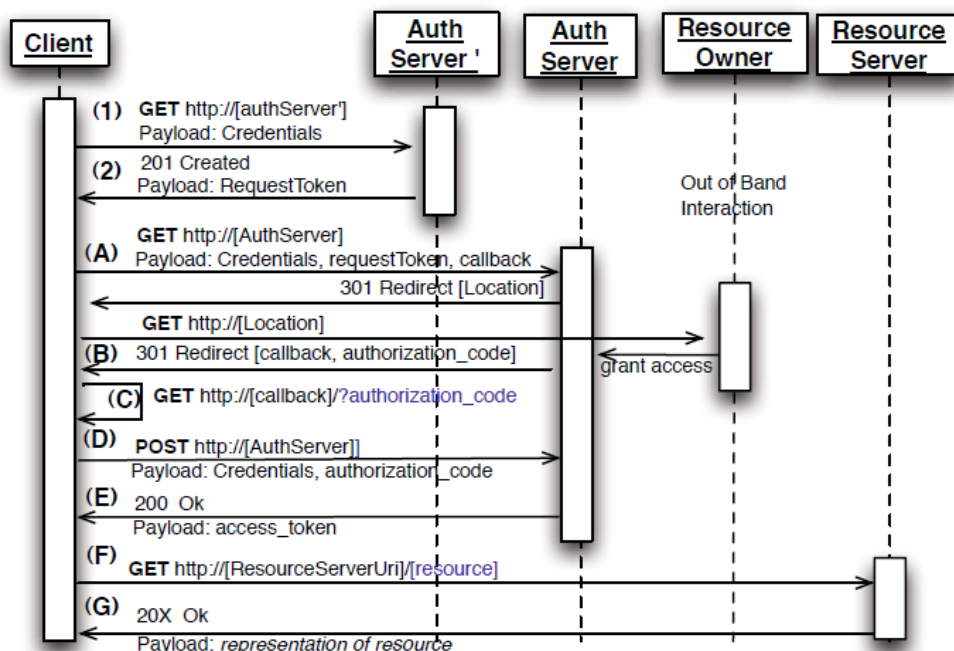 Client
Auth
Server '
Auth
Server
Resource
Owner
Resource
Server
(1) GET http://[authServer']
Payload: Credentials
(2) 201 Created
Payload: RequestToken
Out of Band
Interaction
(A) GET http://[AuthServer]
Payload: Credentials, requestToken, callback
301 Redirect [Location]
GET http://[Location]
(B) 301 Redirect [callback, authorization_code]
grant access
(C) GET http://[callback]/?authorization_code
(D) POST http://[AuthServer]]
Payload: Credentials, authorization_code
(E) 200 Ok
Payload: access_token
(F) GET http://[ResourceServerUri]/[resource]
(G) 20X Ok
Payload: representation of resource